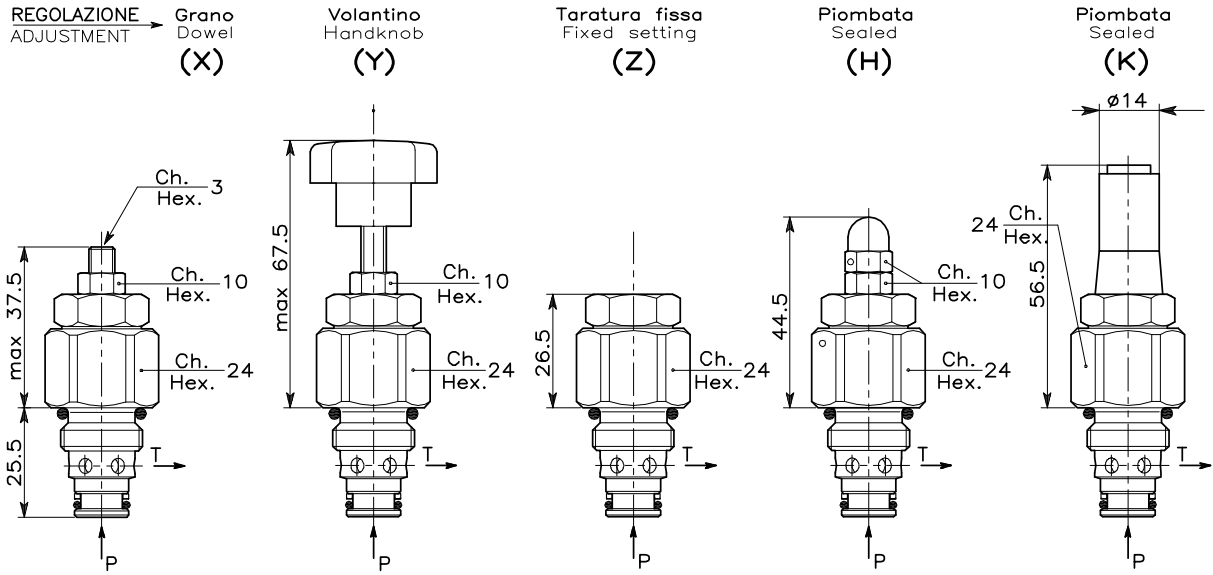 REGOLAZIONE
ADJUSTMENT
Grano
Dowel
(X)
Volantino
Handknob
(Y)
Taratura fissa
Fixed setting
(Z)
Piombata
Sealed
(H)
Piombata
Sealed
(K)
Ch. Hex. 3
Ch. Hex. 10
Ch. Hex. 24
max 37.5
25.5
T
P
max 67.5
Ch. Hex. 10
Ch. Hex. 24
T
P
26.5
Ch. Hex. 24
T
P
44.5
Ch. Hex. 10
Ch. Hex. 24
T
P
ø14
24 Ch. Hex.
56.5
T
P